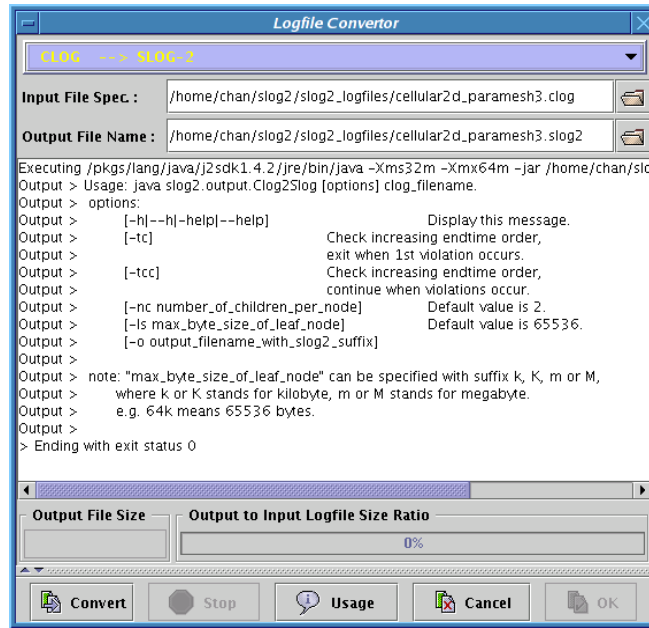 Logfile Convertor
CLOG --> SLOG-2
Input File Spec. : /home/chan/slog2/slog2_logfiles/cellular2d_paramesh3.clog
Output File Name : /home/chan/slog2/slog2_logfiles/cellular2d_paramesh3.slog2
Executing /pkgs/lang/java/j2sdk1.4.2/jre/bin/java -Xms32m -Xmx64m -jar /home/chan/slo
Output > Usage: java slog2.output.Clog2Slog [options] clog_filename.
Output > options:
Output > [-h|--h|-help|--help] Display this message.
Output > [-tc] Check increasing endtime order,
Output > exit when 1st violation occurs.
Output > [-tcc] Check increasing endtime order,
Output > continue when violations occur.
Output > [-nc number_of_children_per_node] Default value is 2.
Output > [-ls max_byte_size_of_leaf_node] Default value is 65536.
Output > [-o output_filename_with_slog2_suffix]
Output >
Output > note: "max_byte_size_of_leaf_node" can be specified with suffix k, K, m or M,
Output > where k or K stands for kilobyte, m or M stands for megabyte.
Output > e.g. 64k means 65536 bytes.
Output >
> Ending with exit status 0
Output File Size Output to Input Logfile Size Ratio
0%
Convert Stop Usage Cancel OK